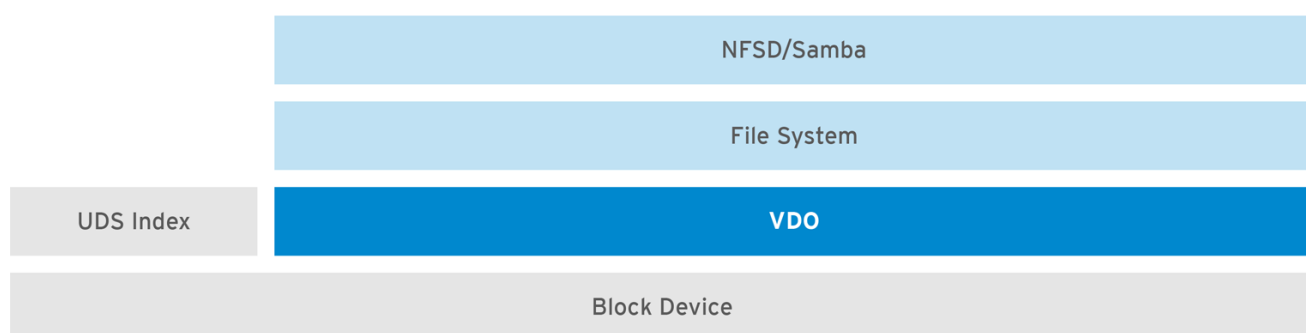 NFSD/Samba
File System
UDS Index
VDO
Block Device